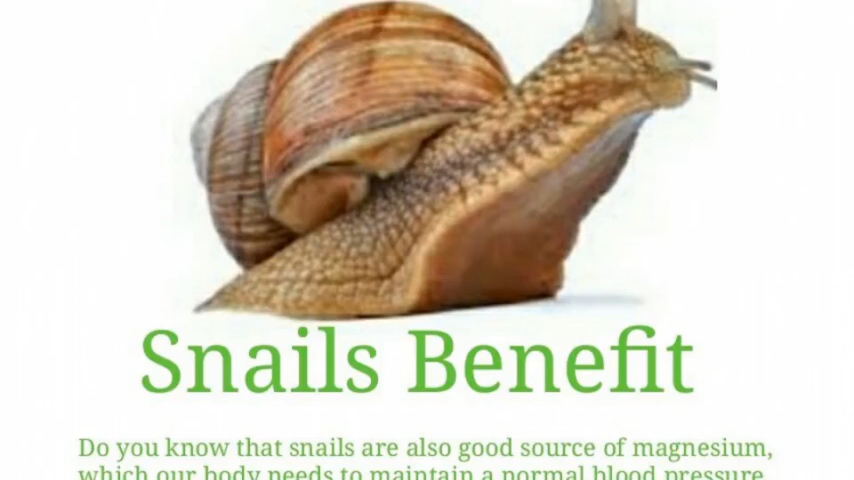 Snails Benefit
Do you know that snails are also good source of magnesium,
which our body needs to maintain a normal blood pressure